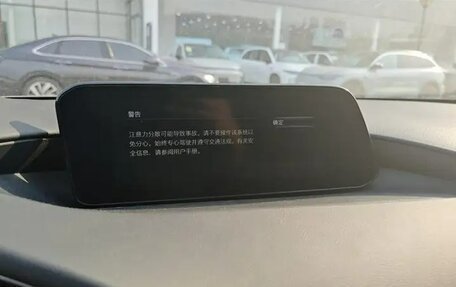 警告
确定
注意力分散可能导致事故。请不要操作该系统以
免分心。始终专心驾驶并遵守交通法规。有关安
全信息，请参阅用户手册。